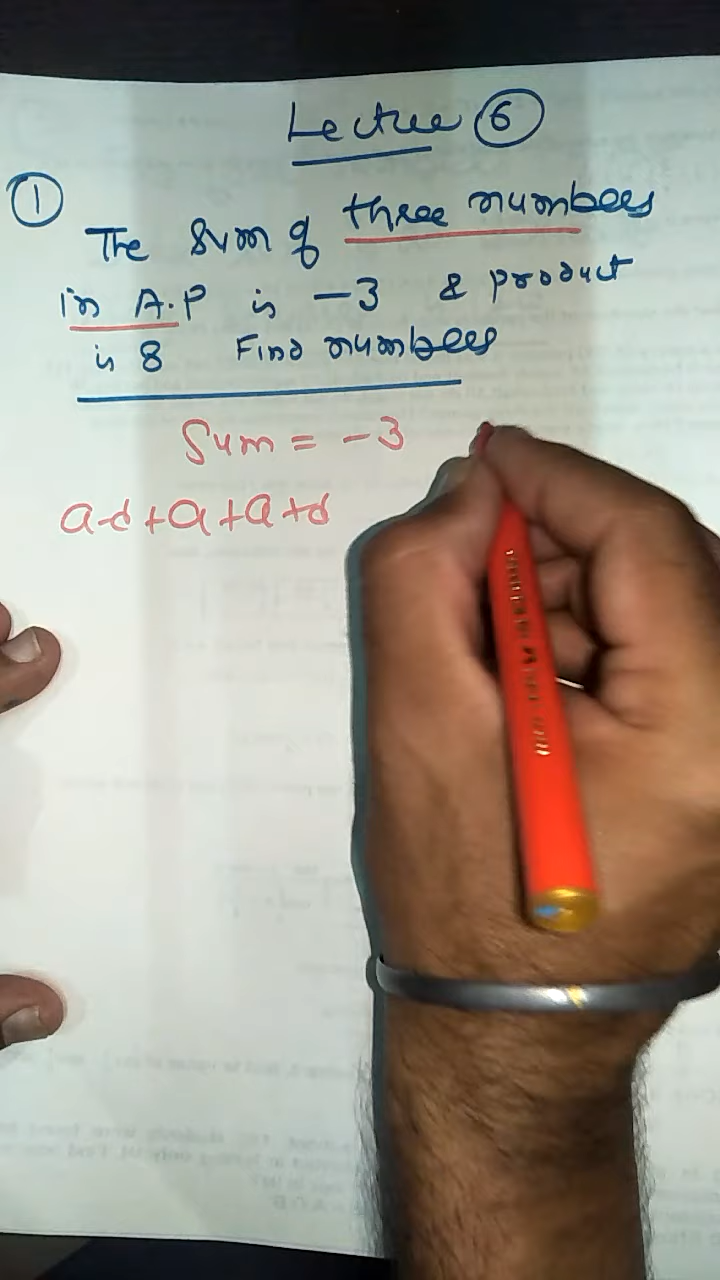 Lecture 6
1
The Sum of three numbers
in A.P is -3 & product
is 8 Find numbers
Sum = -3
a-d+a+a+d